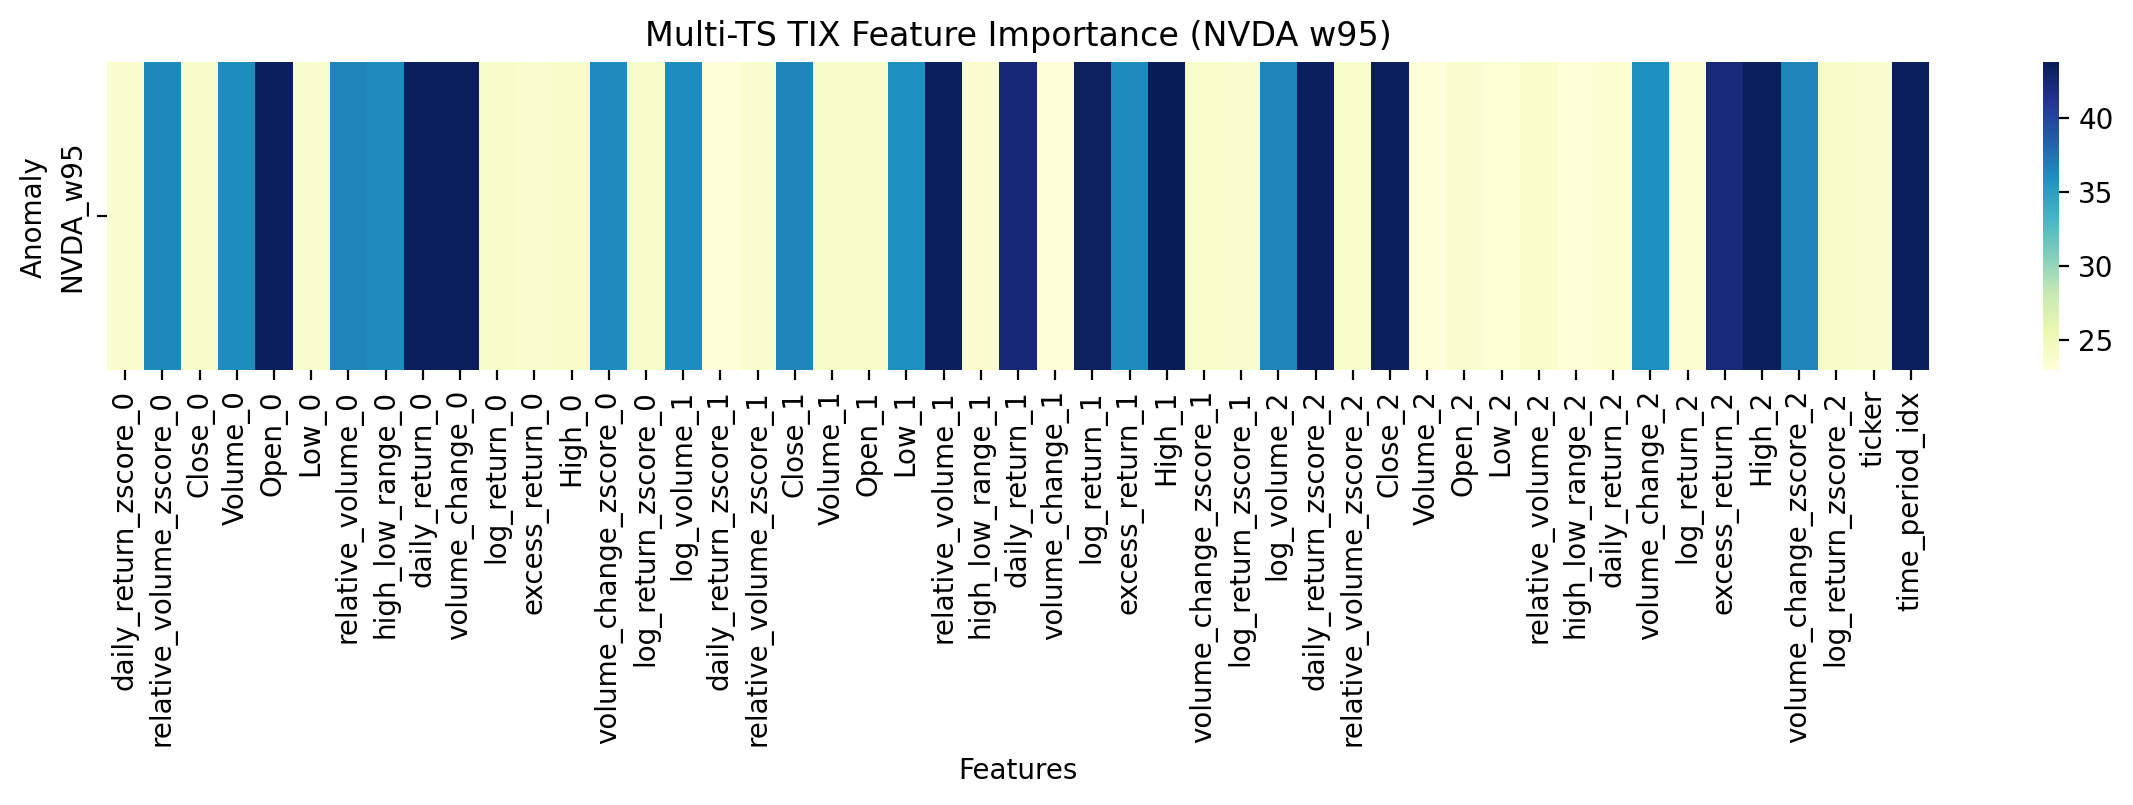 Multi-TS TIX Feature Importance (NVDA w95)
Anomaly
NVDA_w95
40
35
30
25
daily_return_zscore_0
relative_volume_zscore_0
Close_0
Volume_0
Open_0
Low_0
relative_volume_0
high_low_range_0
daily_return_0
volume_change_0
log_return_0
excess_return_0
High_0
volume_change_zscore_0
log_return_zscore_0
log_volume_1
daily_return_zscore_1
relative_volume_zscore_1
Close_1
Volume_1
Open_1
Low_1
relative_volume_1
high_low_range_1
daily_return_1
volume_change_1
log_return_1
excess_return_1
High_1
volume_change_zscore_1
log_return_zscore_1
log_volume_2
daily_return_zscore_2
relative_volume_zscore_2
Close_2
Volume_2
Open_2
Low_2
relative_volume_2
high_low_range_2
daily_return_2
volume_change_2
log_return_2
excess_return_2
High_2
volume_change_zscore_2
log_return_zscore_2
ticker
time_period_idx
Features